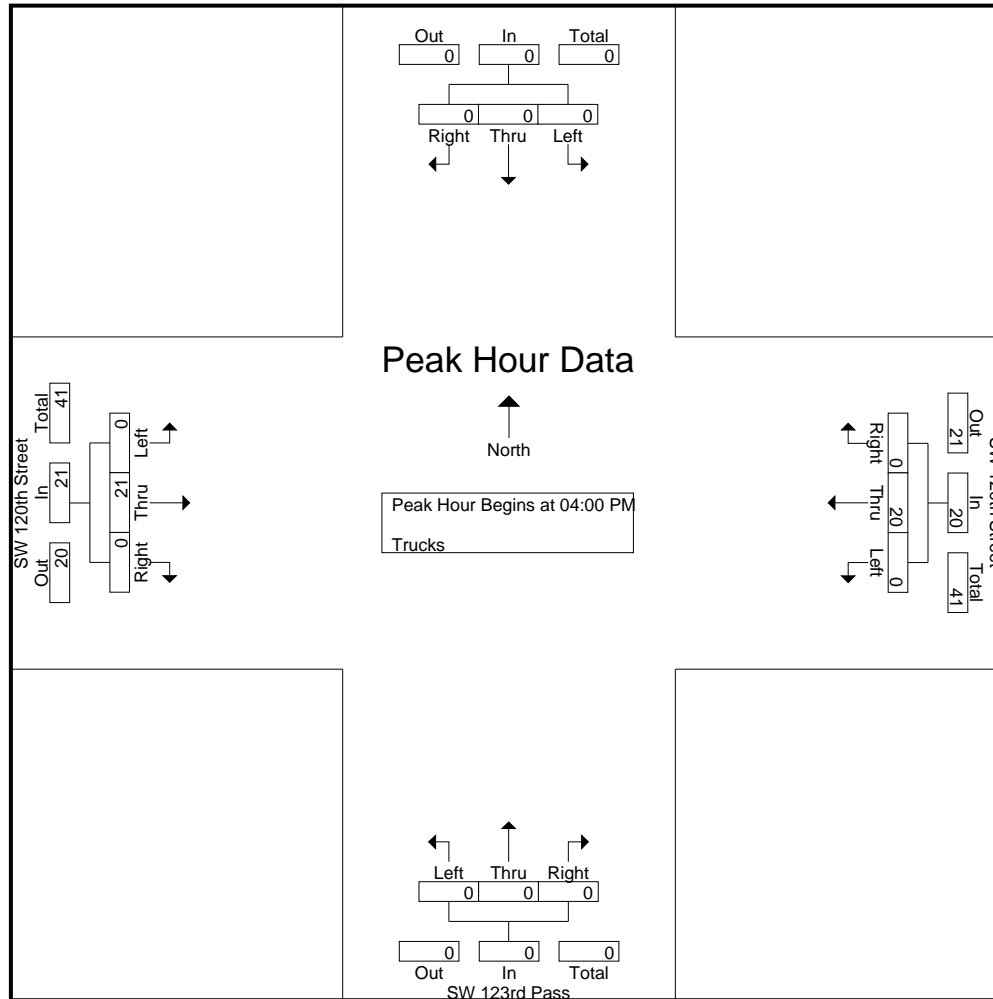 Out In Total
0 0 0
0 0 0
Right Thru Left
Peak Hour Data
North
Peak Hour Begins at 04:00 PM
Trucks
SW 120th Street
Total In Out
41 21 20
0 21 0
Left Thru Right
Right Thru Left
0 20 0
21 20 41
Out In Total
Left Thru Right
0 0 0
0 0 0
Out In Total
SW 123rd Pass